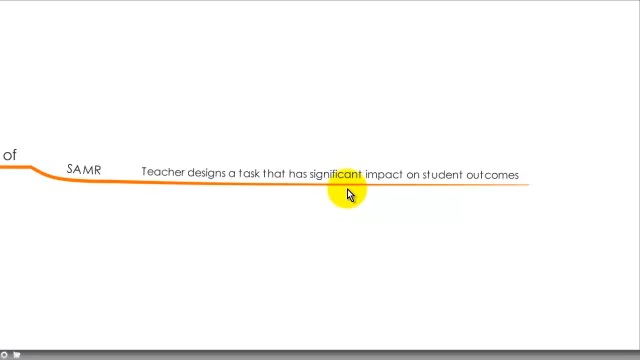 of
SAMR
Teacher designs a task that has significant impact on student outcomes